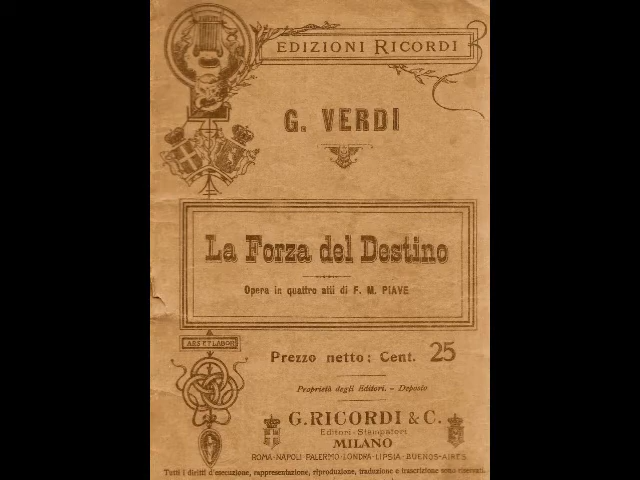 EDIZIONI RICORDI
G. VERDI
La Forza del Destino
Opera in quattro atti di F. M. PIAVE
ARS ET LABOR
Prezzo netto: Cent. 25
Proprietà degli Editori. - Deposto
G. RICORDI & C.
Editori-Stampatori
MILANO
ROMA-NAPOLI-PALERMO-LONDRA-LIPSIA-BUENOS-AIRES
Tutti i diritti d'esecuzione, rappresentazione, riproduzione, traduzione e trascrizione sono riservati.